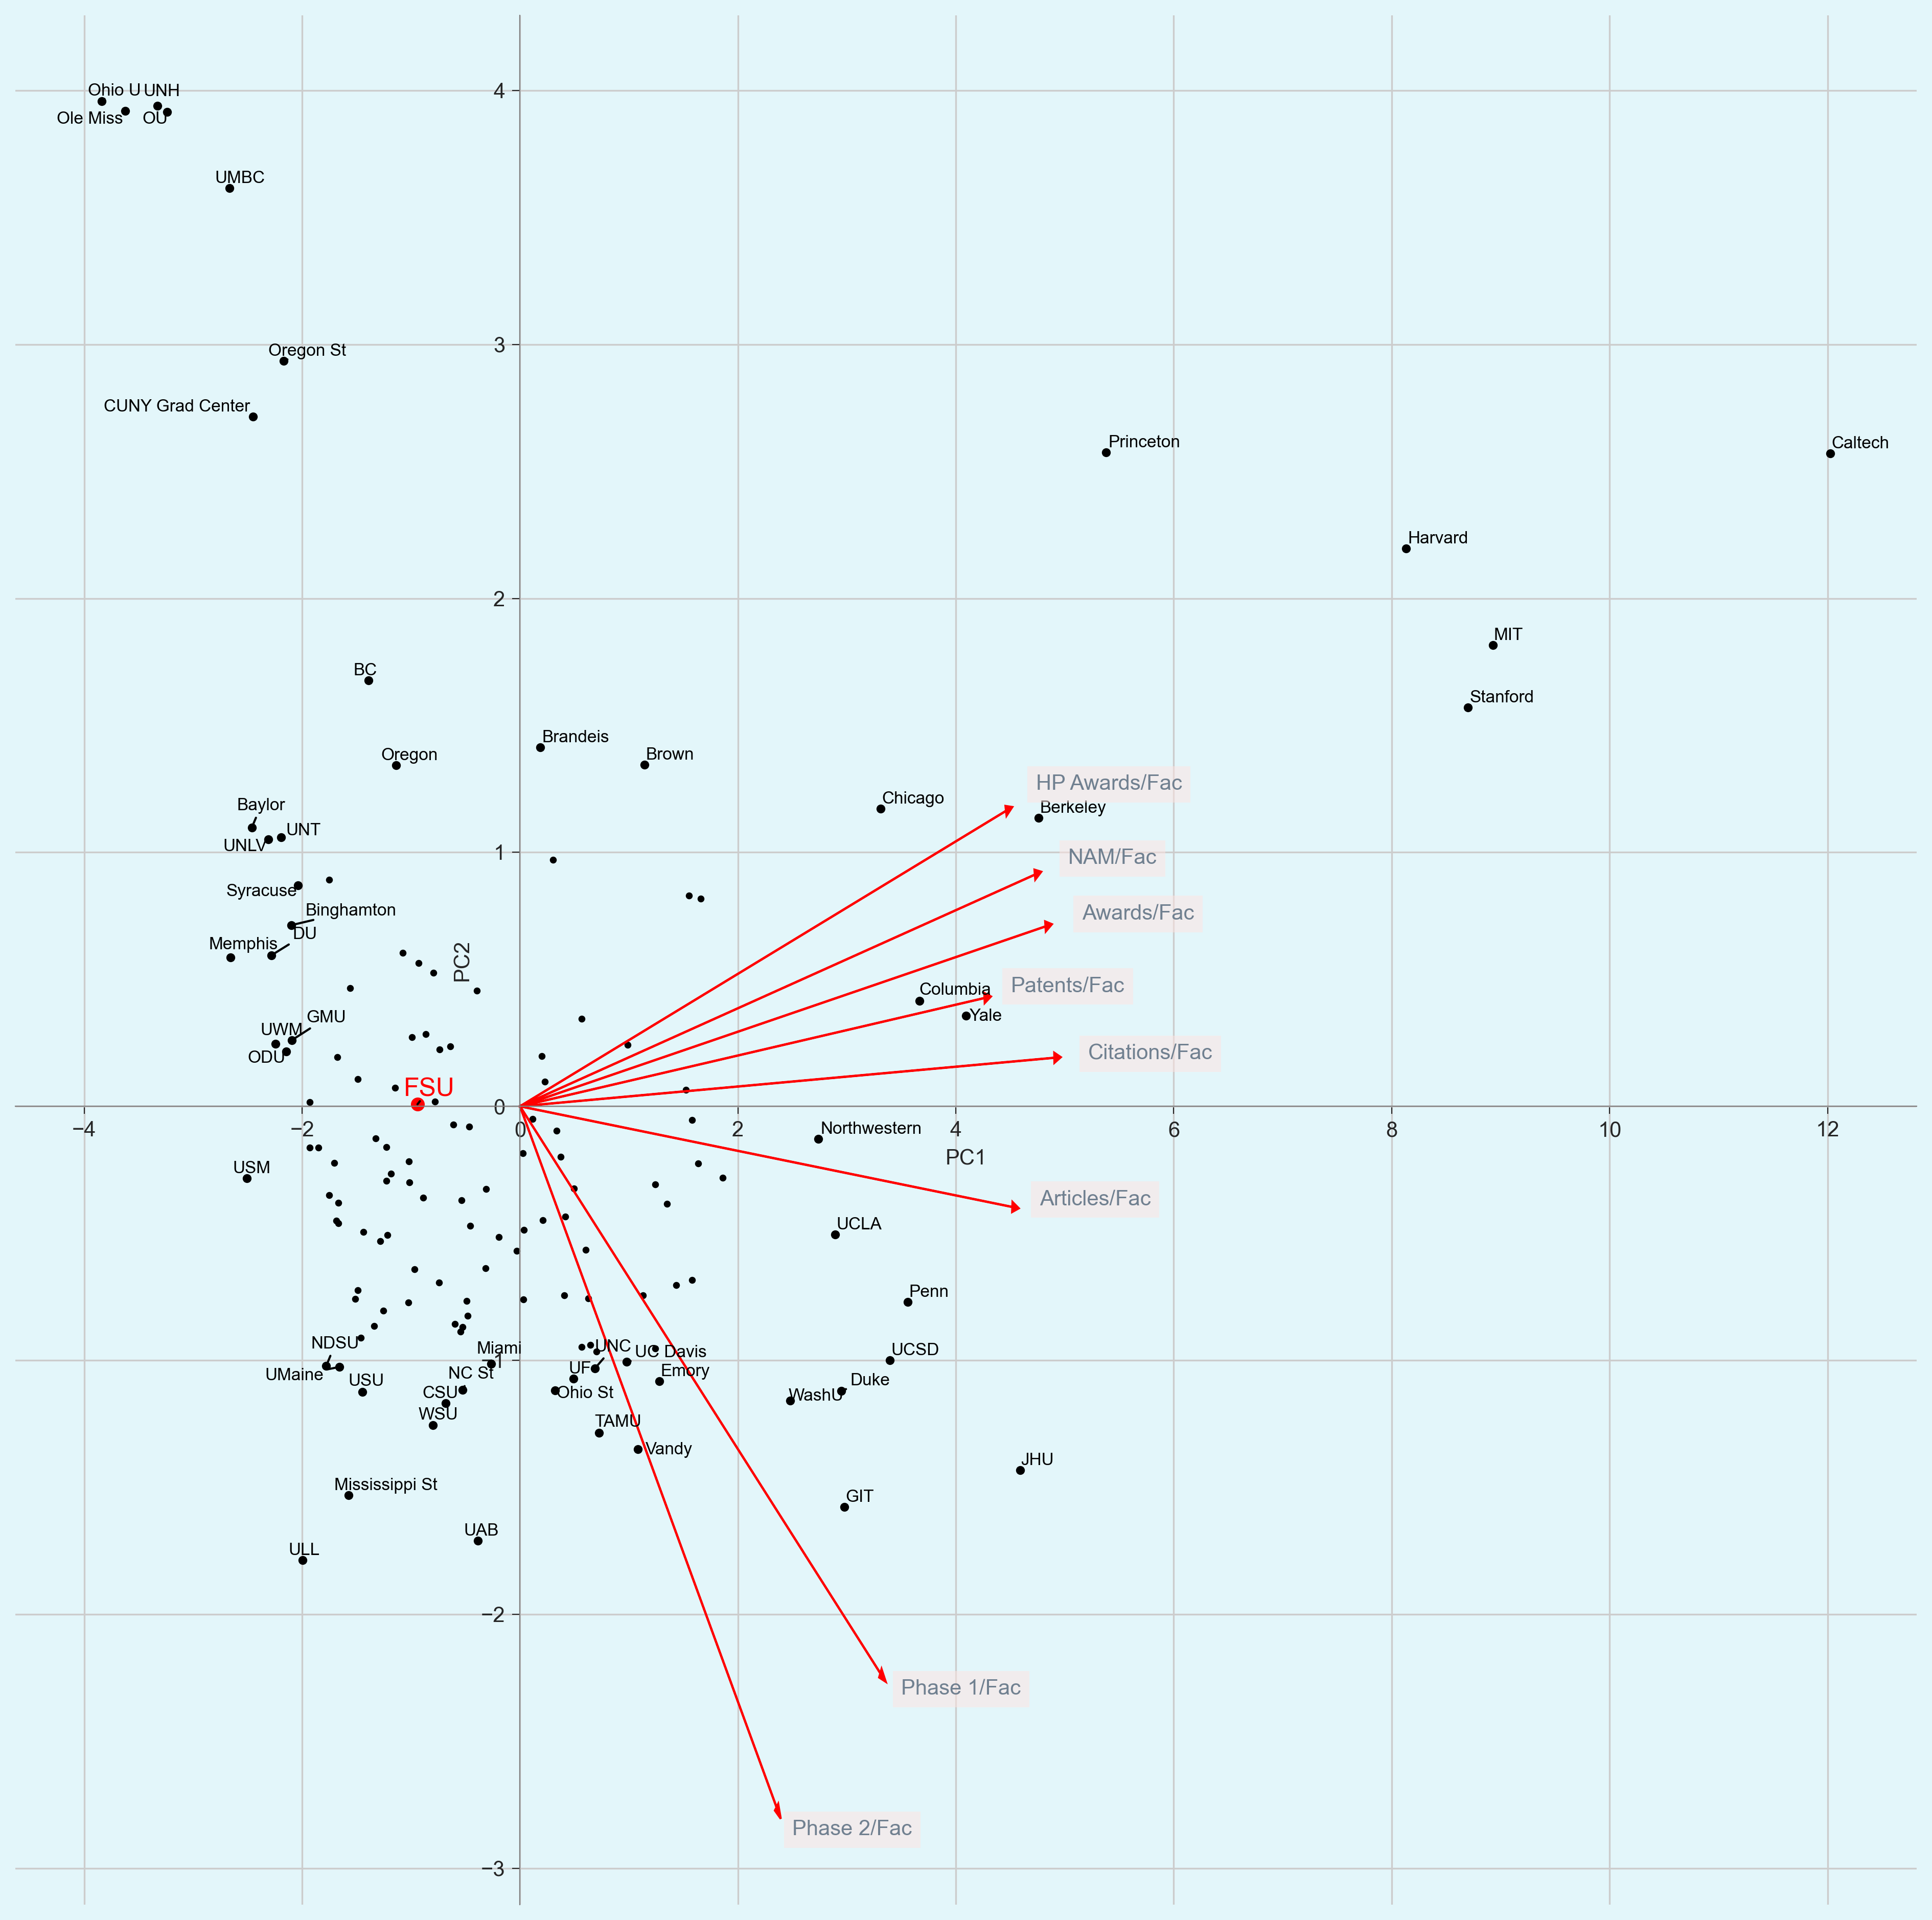 Ohio U UNH
Ole Miss OU
4
UMBC
Oregon St
3
CUNY Grad Center
Princeton
Caltech
Harvard
2
MIT
BC
Stanford
Brandeis
Brown
Oregon
HP Awards/Fac
Baylor
Chicago
Berkeley
UNT
UNLV
1
NAM/Fac
Syracuse
Binghamton
Awards/Fac
DU
Memphis
PC2
Columbia
Patents/Fac
GMU
Yale
UWM
ODU
Citations/Fac
FSU
0
−4 −2 0 2 4 6 8 10 12
Northwestern
PC1
USM
Articles/Fac
UCLA
Penn
NDSU
Miami
UNC
UC Davis
UCSD
−1
UMaine
USU
NC St
UF
Emory
Duke
CSU
Ohio St
WashU
WSU
TAMU
Vandy
JHU
Mississippi St
GIT
UAB
ULL
−2
Phase 1/Fac
Phase 2/Fac
−3